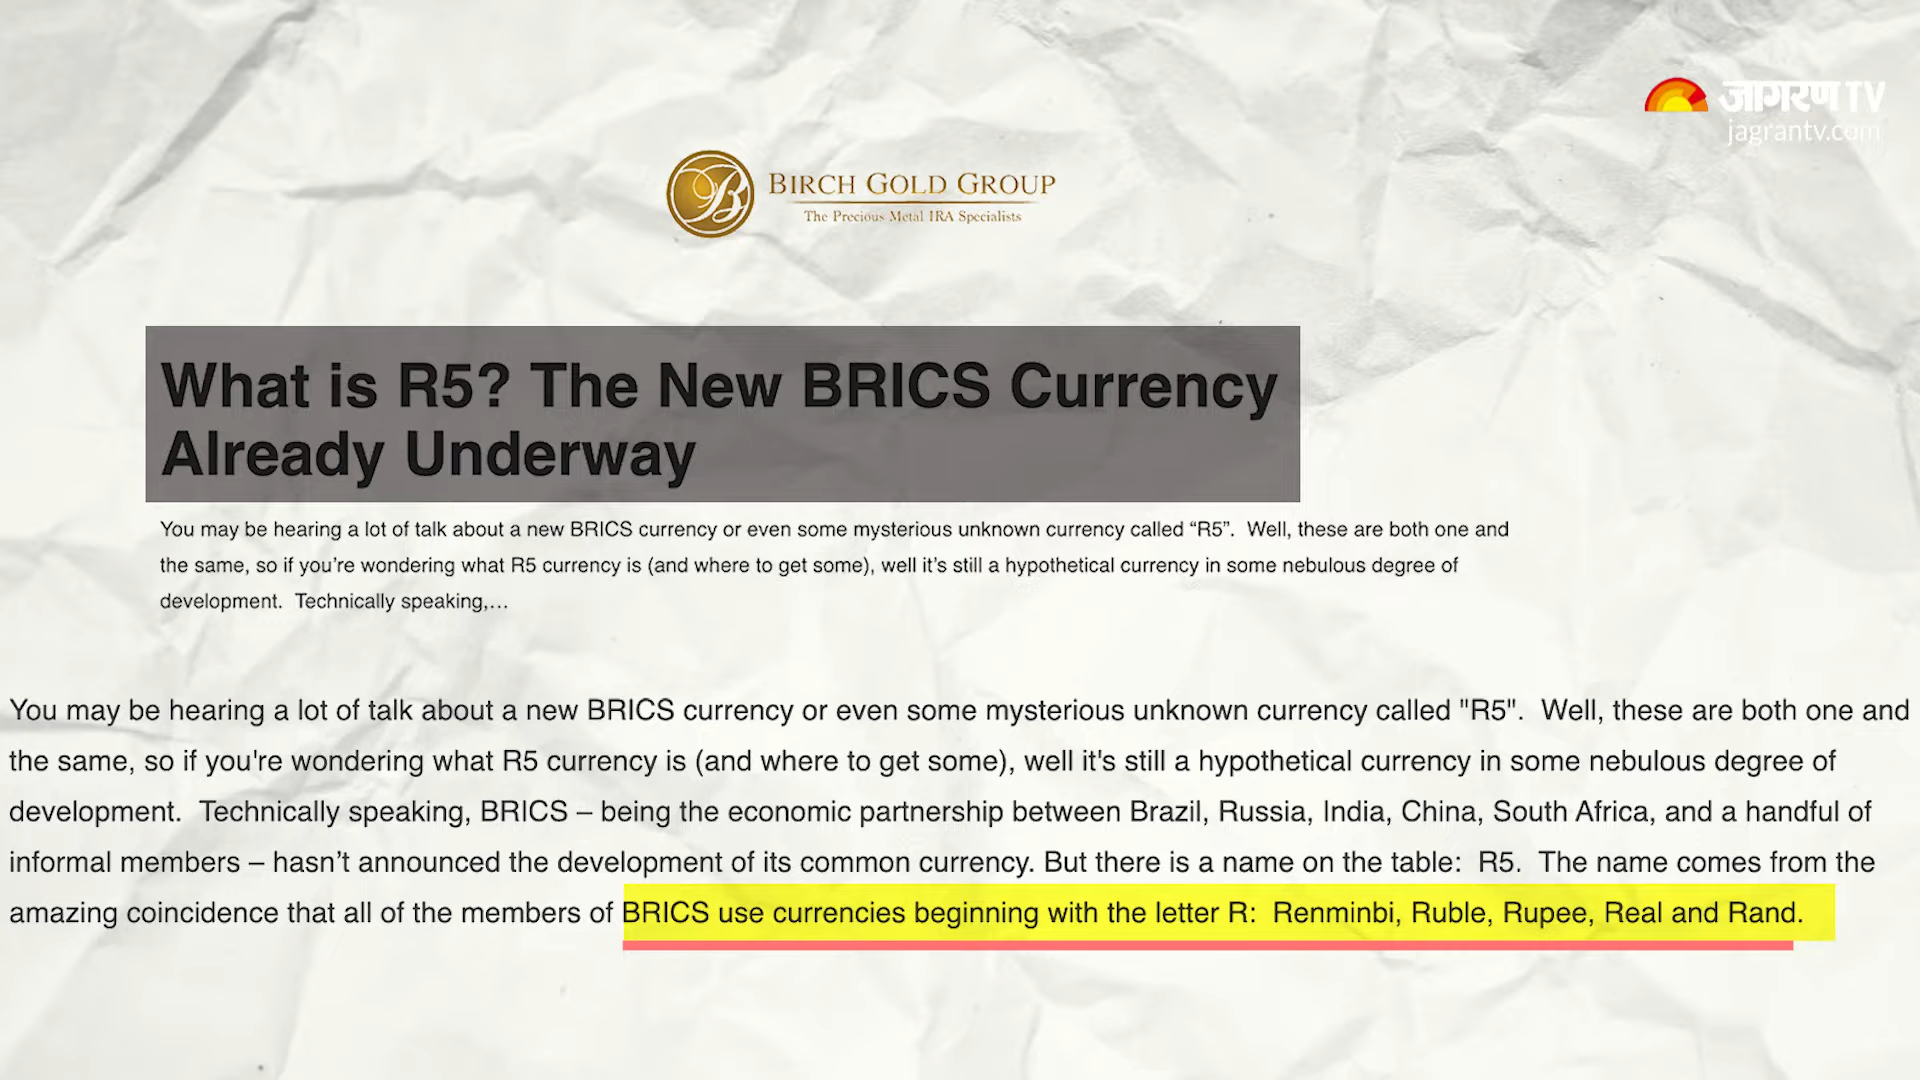 जागरण TV
jagrantv.com
BIRCH GOLD GROUP
The Precious Metal IRA Specialists
What is R5? The New BRICS Currency
Already Underway
You may be hearing a lot of talk about a new BRICS currency or even some mysterious unknown currency called “R5”.  Well, these are both one and
the same, so if you’re wondering what R5 currency is (and where to get some), well it’s still a hypothetical currency in some nebulous degree of
development.  Technically speaking,…
You may be hearing a lot of talk about a new BRICS currency or even some mysterious unknown currency called "R5".  Well, these are both one and
the same, so if you're wondering what R5 currency is (and where to get some), well it's still a hypothetical currency in some nebulous degree of
development.  Technically speaking, BRICS – being the economic partnership between Brazil, Russia, India, China, South Africa, and a handful of
informal members – hasn’t announced the development of its common currency. But there is a name on the table:  R5.  The name comes from the
amazing coincidence that all of the members of BRICS use currencies beginning with the letter R:  Renminbi, Ruble, Rupee, Real and Rand.